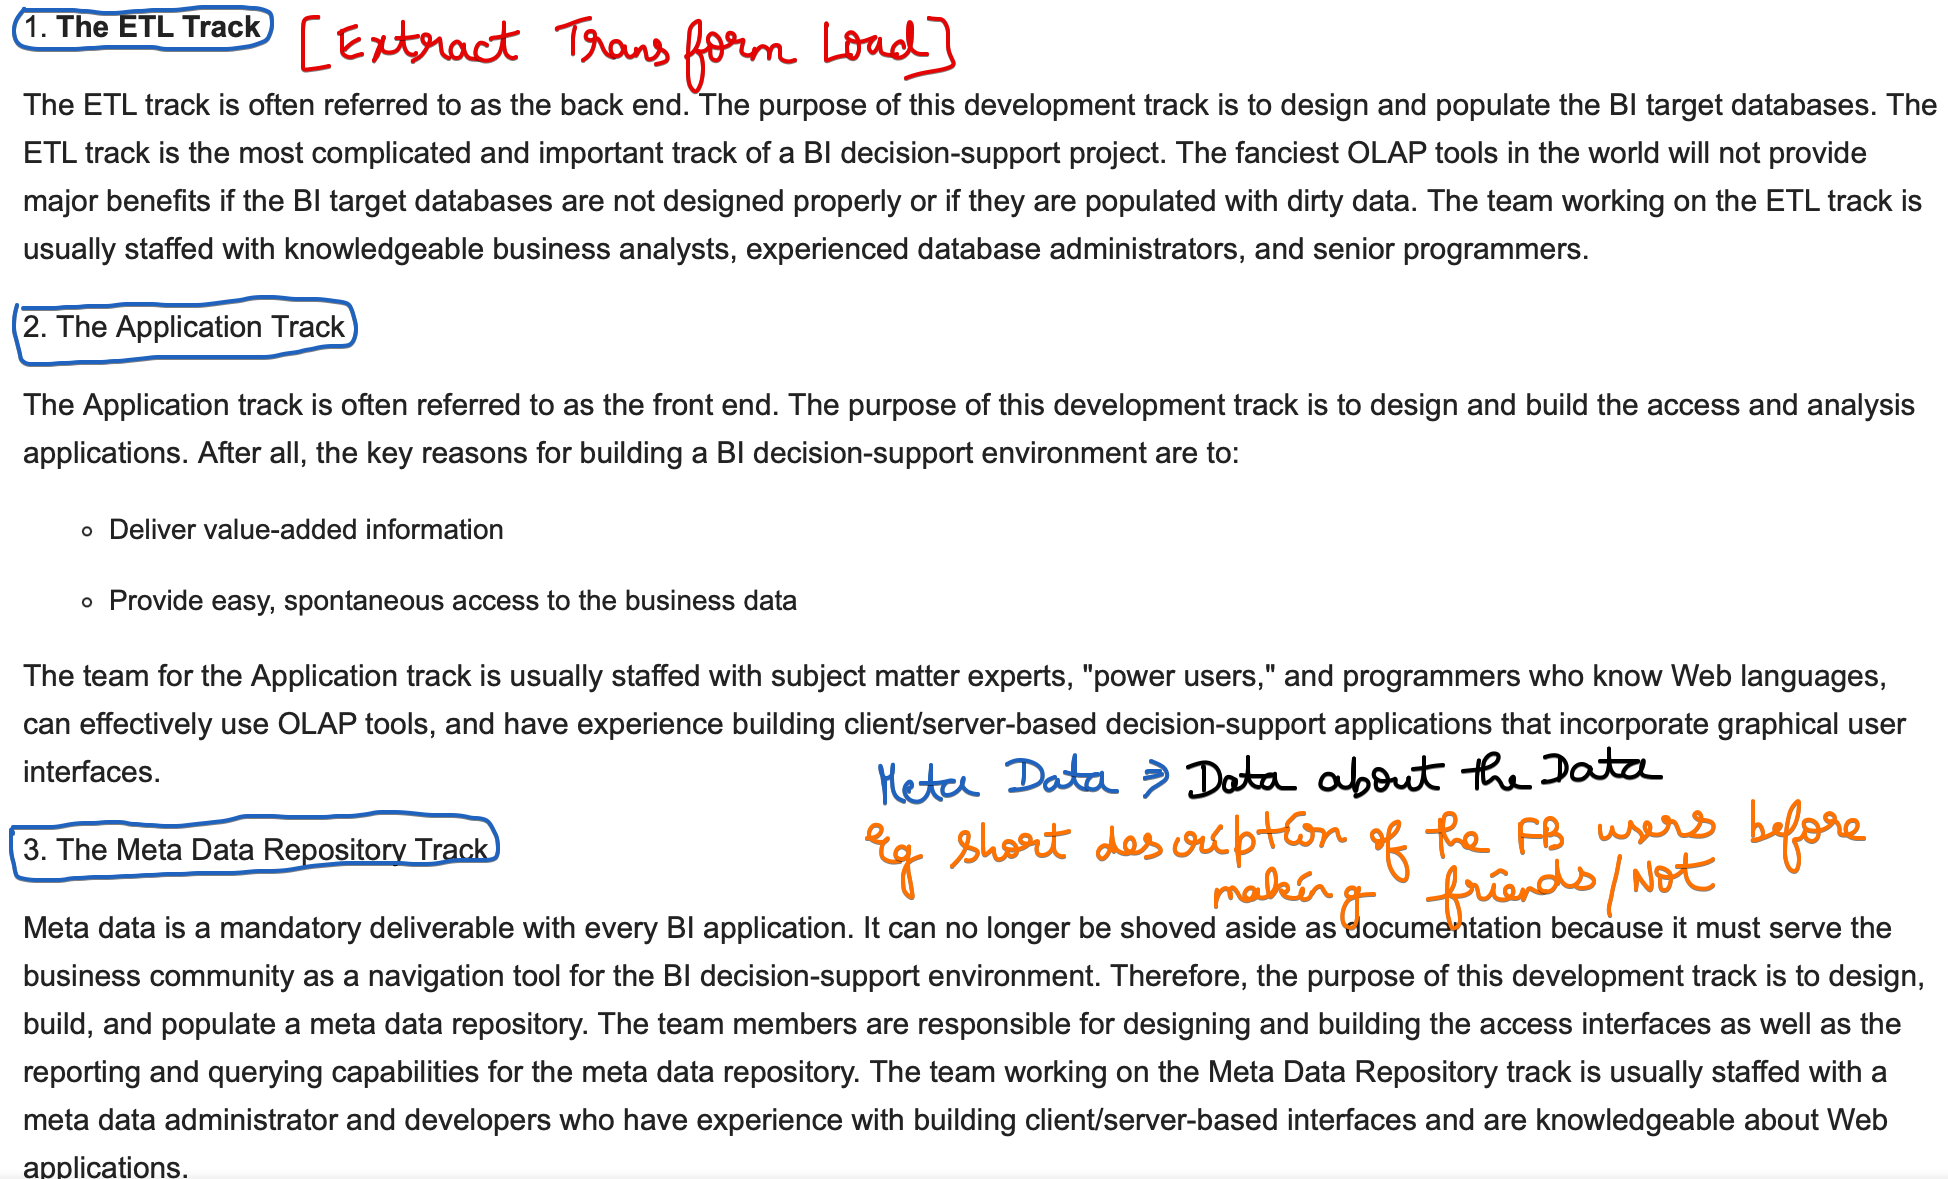 1. The ETL Track [Extract Transform Load]
The ETL track is often referred to as the back end. The purpose of this development track is to design and populate the BI target databases. The
ETL track is the most complicated and important track of a BI decision-support project. The fanciest OLAP tools in the world will not provide
major benefits if the BI target databases are not designed properly or if they are populated with dirty data. The team working on the ETL track is
usually staffed with knowledgeable business analysts, experienced database administrators, and senior programmers.
2. The Application Track
The Application track is often referred to as the front end. The purpose of this development track is to design and build the access and analysis
applications. After all, the key reasons for building a BI decision-support environment are to:
Deliver value-added information
Provide easy, spontaneous access to the business data
The team for the Application track is usually staffed with subject matter experts, "power users," and programmers who know Web languages,
can effectively use OLAP tools, and have experience building client/server-based decision-support applications that incorporate graphical user
interfaces.
Meta Data ⇒ Data about the Data
Eg short description of the FB users before
making friends/Not
3. The Meta Data Repository Track
Meta data is a mandatory deliverable with every BI application. It can no longer be shoved aside as documentation because it must serve the
business community as a navigation tool for the BI decision-support environment. Therefore, the purpose of this development track is to design,
build, and populate a meta data repository. The team members are responsible for designing and building the access interfaces as well as the
reporting and querying capabilities for the meta data repository. The team working on the Meta Data Repository track is usually staffed with a
meta data administrator and developers who have experience with building client/server-based interfaces and are knowledgeable about Web
applications.